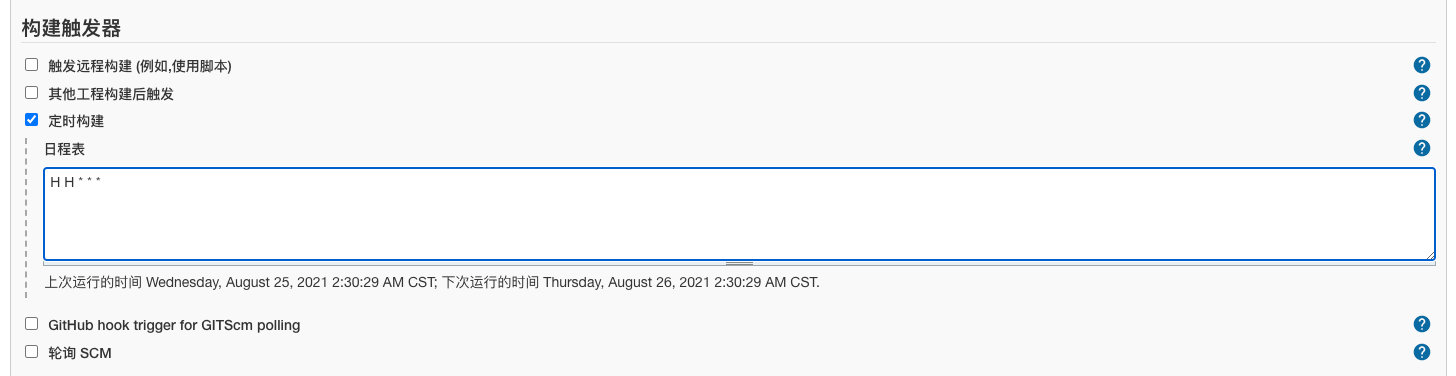 构建触发器
触发远程构建 (例如,使用脚本)
其他工程构建后触发
定时构建
日程表
H H * * *
上次运行的时间 Wednesday, August 25, 2021 2:30:29 AM CST; 下次运行的时间 Thursday, August 26, 2021 2:30:29 AM CST.
GitHub hook trigger for GITScm polling
轮询 SCM